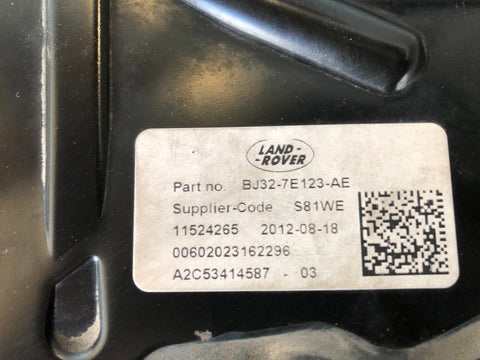 LAND-
-ROVER
Part no. BJ32-7E123-AE
Supplier-Code S81WE
11524265 2012-08-18
00602023162296
A2C53414587 - 03